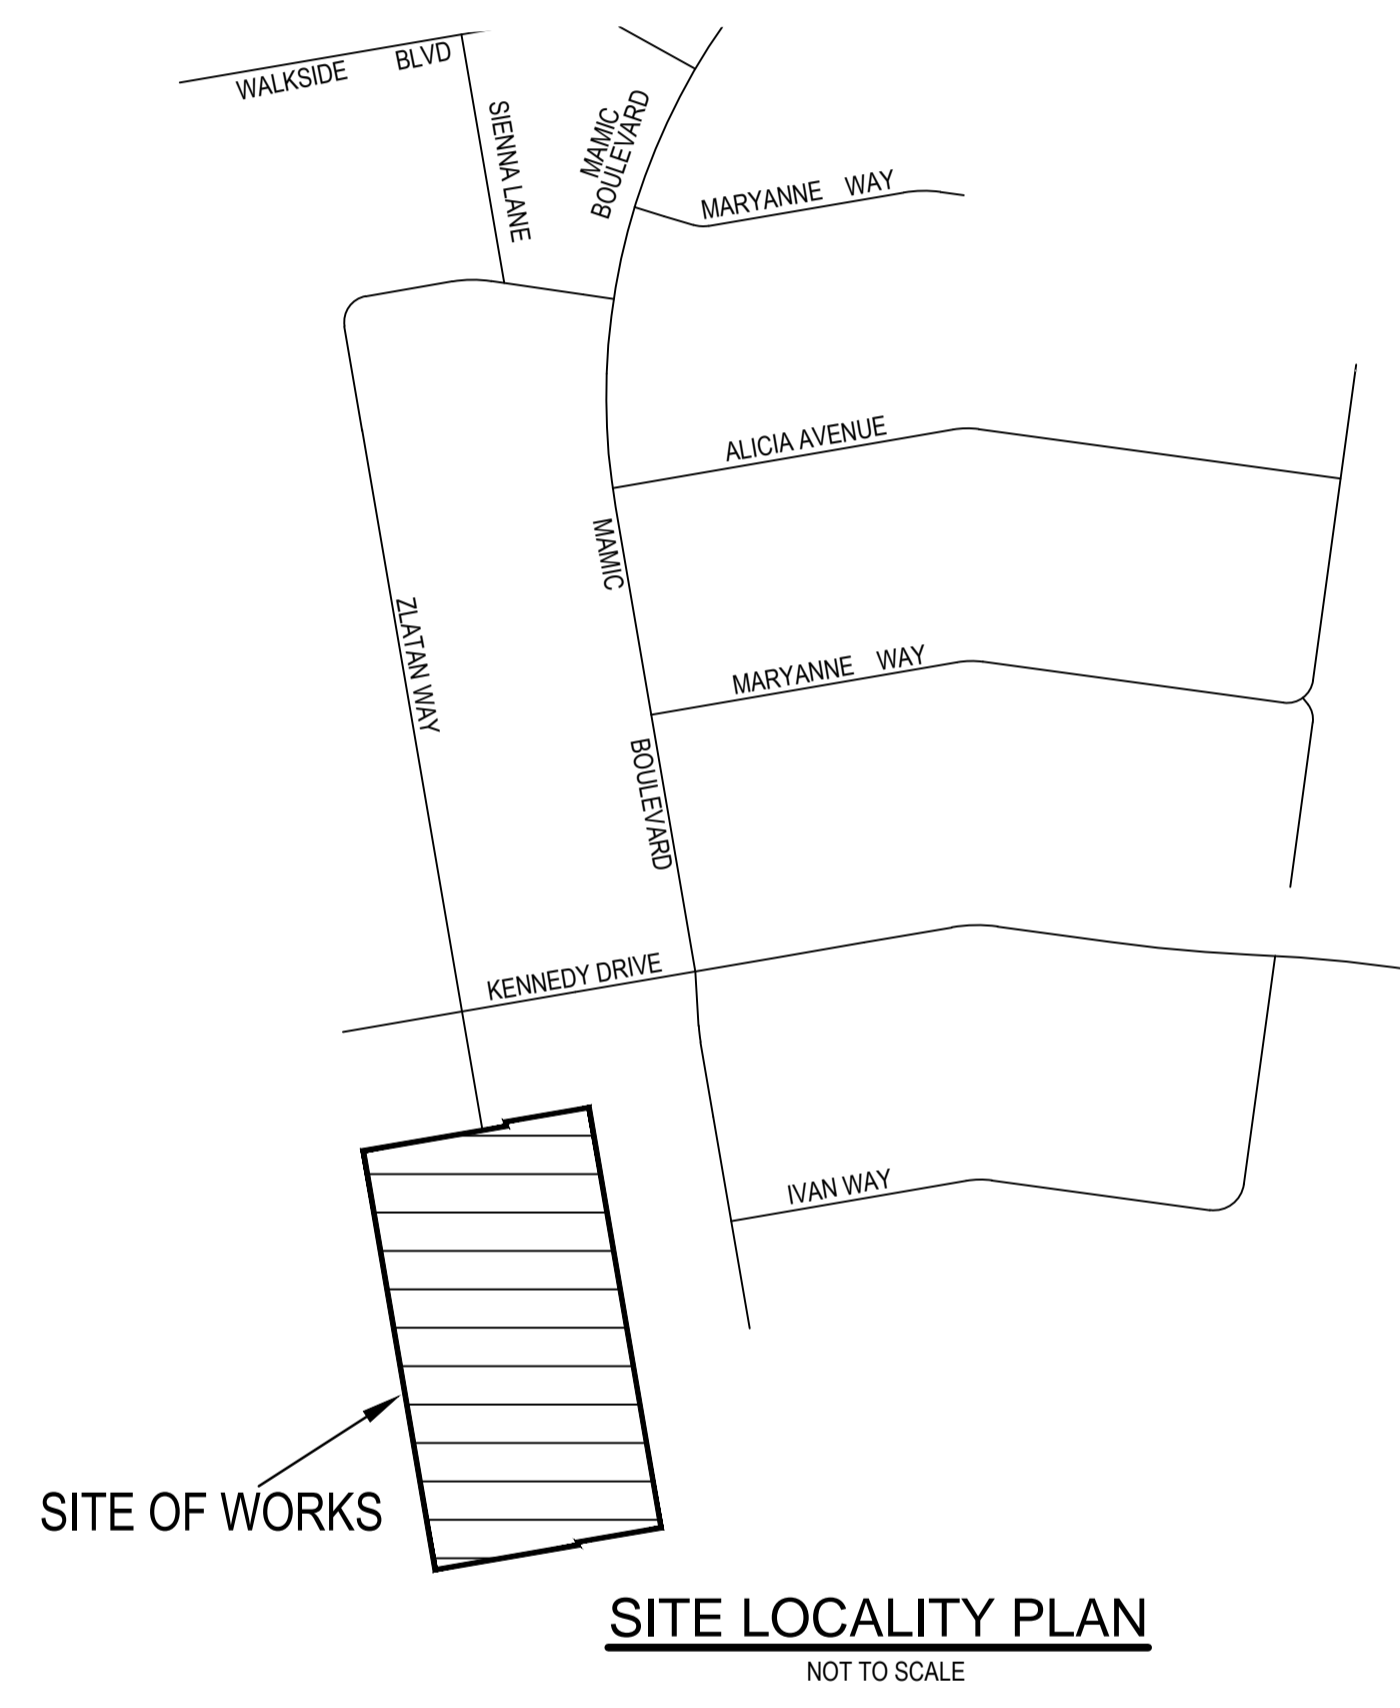 WALKSIDE BLVD
SIENNA LANE
MAMIC
BOULEVARD
MARYANNE WAY
ALICIA AVENUE
MAMIC
ZLATAN WAY
MARYANNE WAY
BOULEVARD
KENNEDY DRIVE
IVAN WAY
SITE OF WORKS
SITE LOCALITY PLAN
NOT TO SCALE